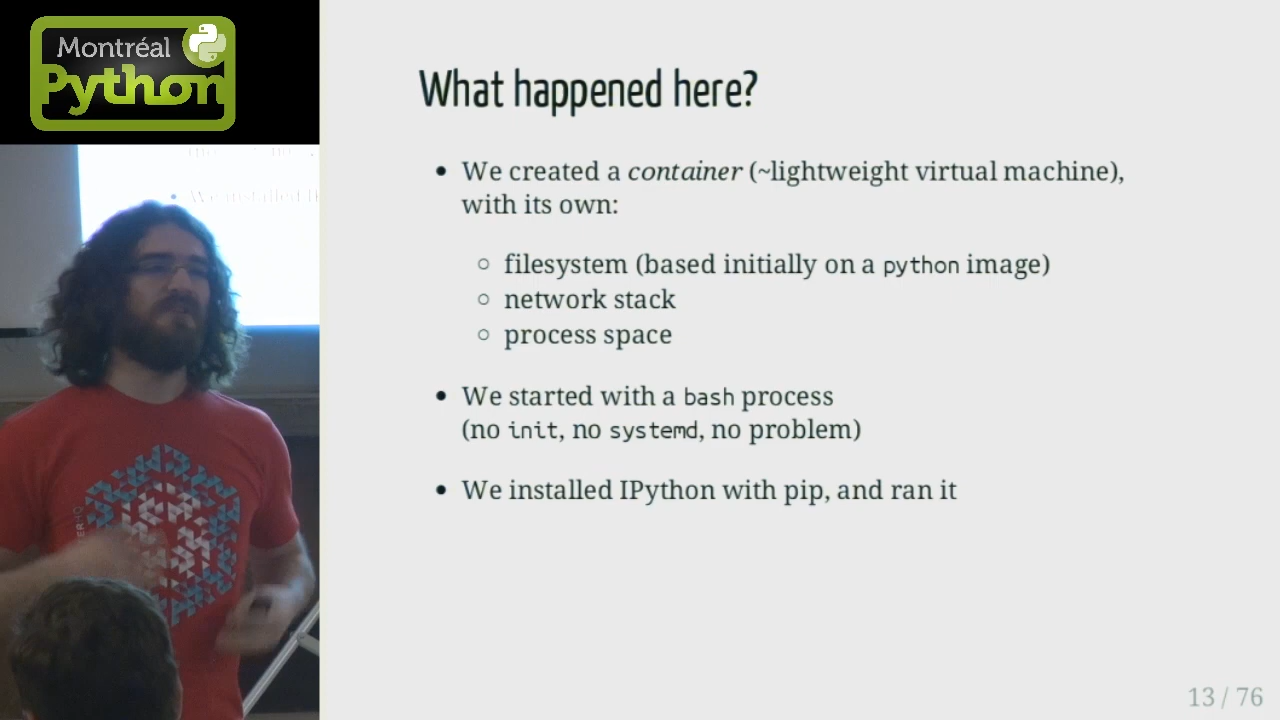 Montréal
Python
What happened here?
• We created a container (~lightweight virtual machine),
with its own:
○ filesystem (based initially on a python image)
○ network stack
○ process space
• We started with a bash process
(no init, no systemd, no problem)
• We installed IPython with pip, and ran it
13 / 76
• We installed